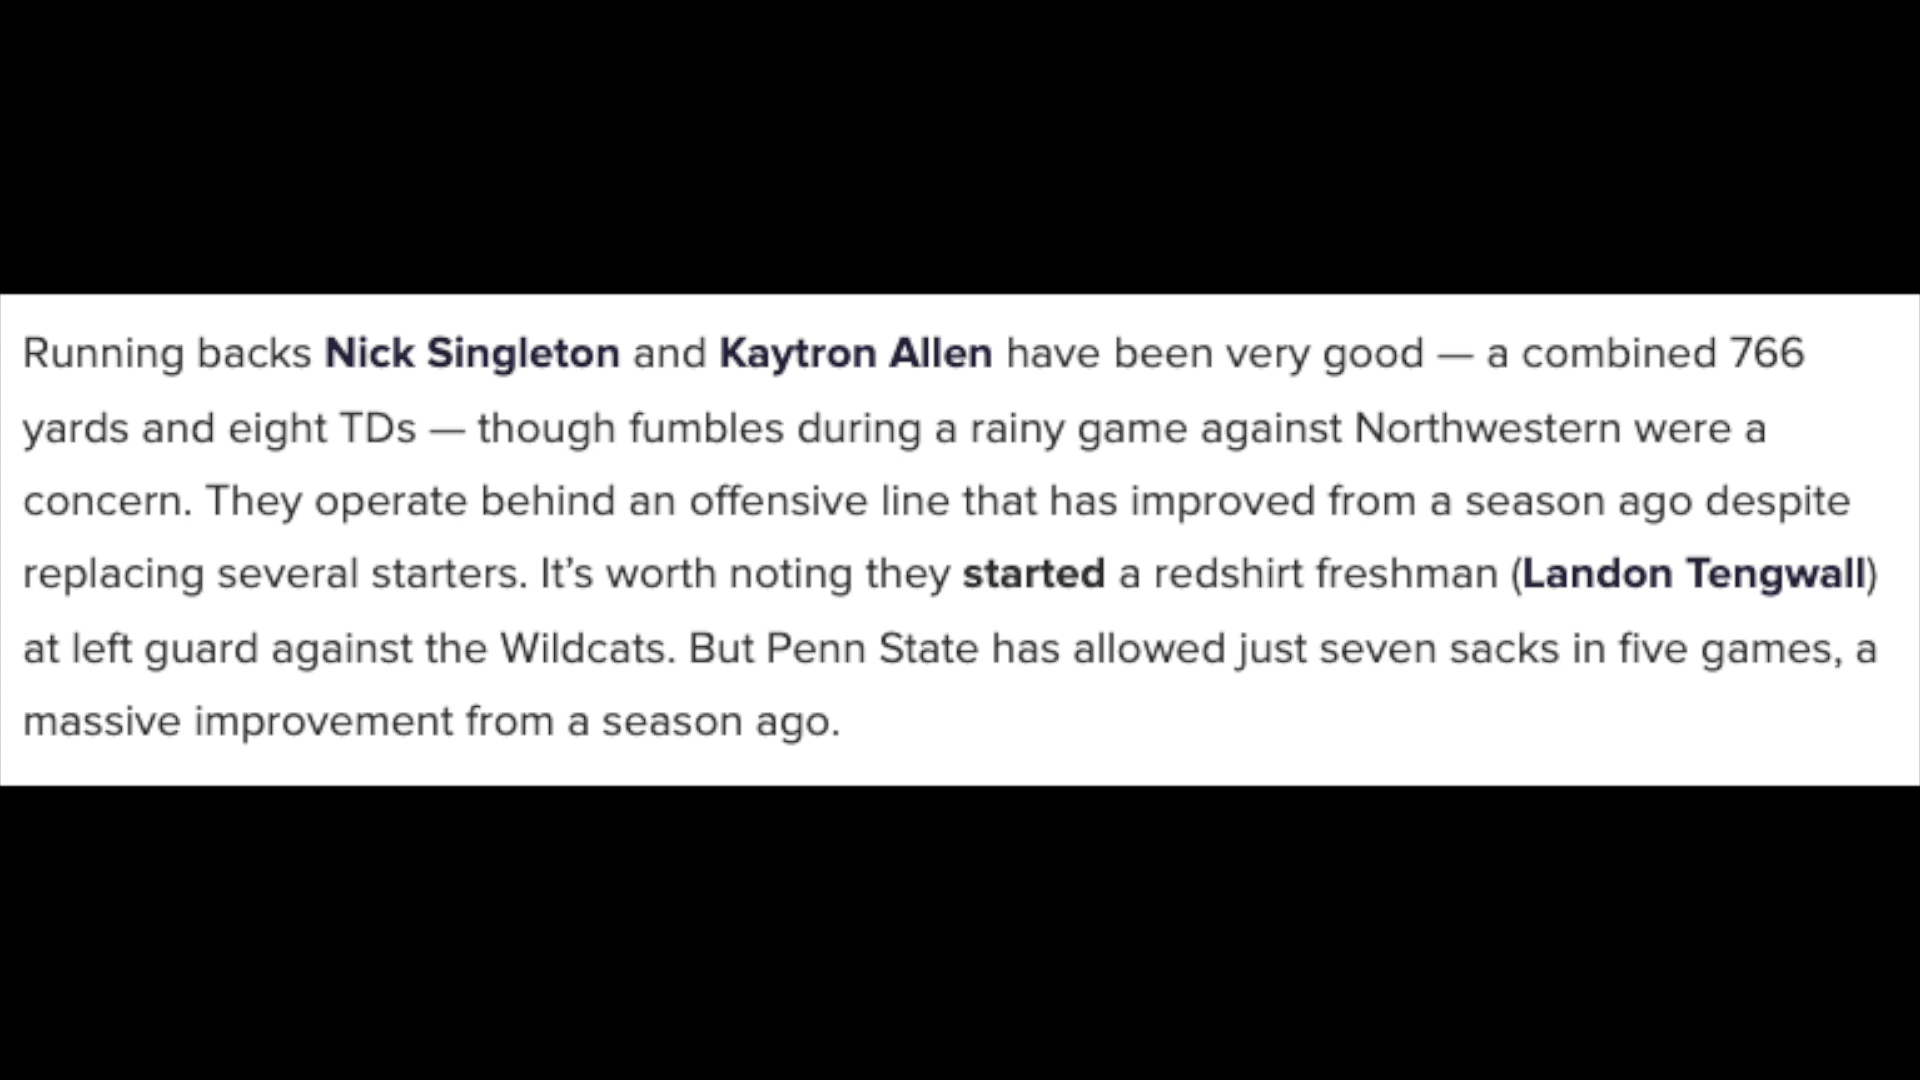 Running backs Nick Singleton and Kaytron Allen have been very good — a combined 766
yards and eight TDs — though fumbles during a rainy game against Northwestern were a
concern. They operate behind an offensive line that has improved from a season ago despite
replacing several starters. It’s worth noting they started a redshirt freshman (Landon Tengwall)
at left guard against the Wildcats. But Penn State has allowed just seven sacks in five games, a
massive improvement from a season ago.